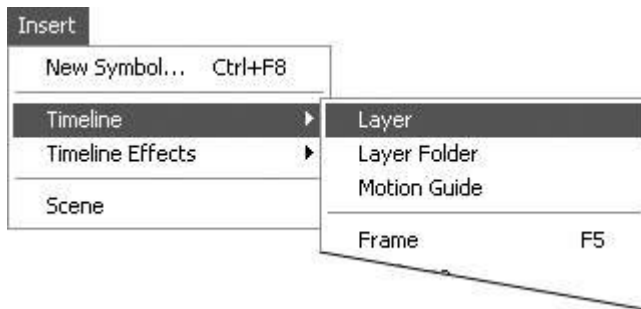 Insert
New Symbol... Ctrl+F8
Timeline
Timeline Effects
Scene
Layer
Layer Folder
Motion Guide
Frame F5